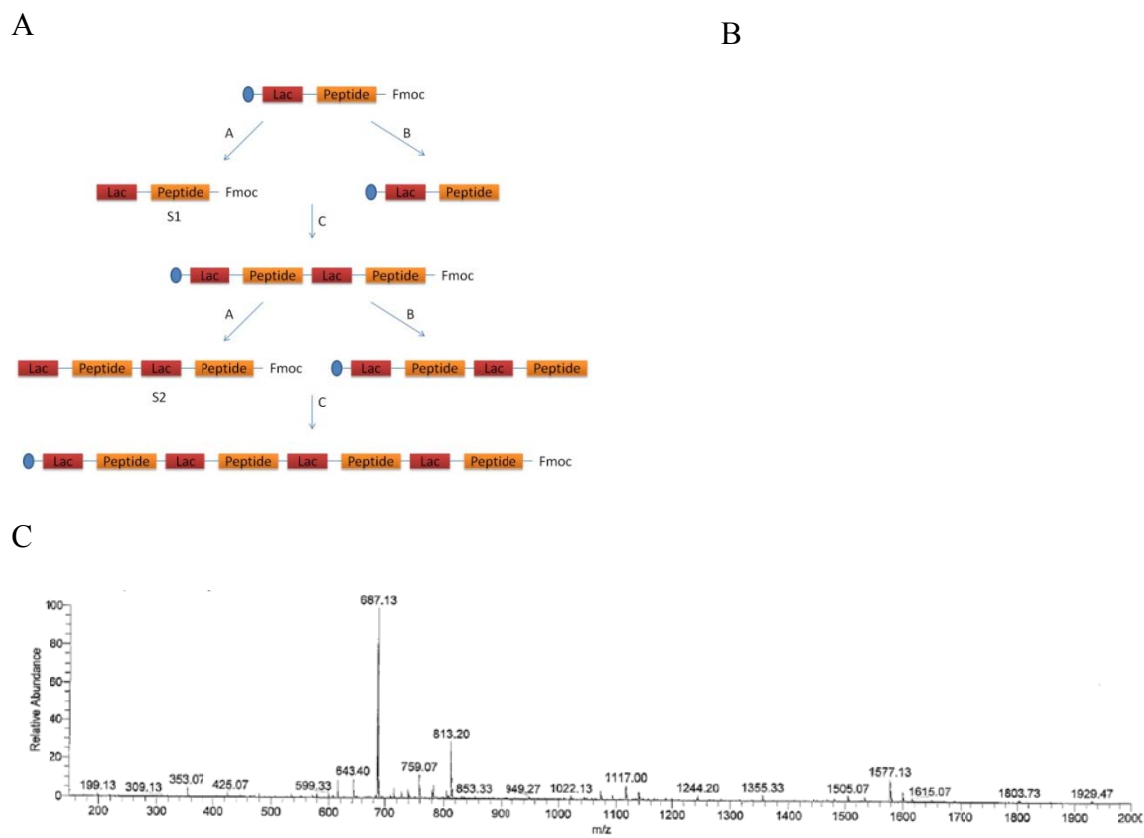 A
B
Lac Peptide Fmoc
A
B
Lac Peptide Fmoc
Lac Peptide
S1
C
Lac Peptide Lac Peptide Fmoc
A
B
Lac Peptide Lac Peptide Fmoc
Lac Peptide Lac Peptide
S2
C
Lac Peptide Lac Peptide Lac Peptide Lac Peptide Fmoc
C
Relative Abundance
100
80
60
40
20
0
687.13
813.20
643.40
759.07
199.13
309.13
353.07
425.07
599.33
853.33
949.27
1022.13
1117.00
1244.20
1355.33
1505.07
1577.13
1615.07
1803.73
1929.47
200 300 400 500 600 700 800 900 1000 1100 1200 1300 1400 1500 1600 1700 1800 1900 2000
m/z